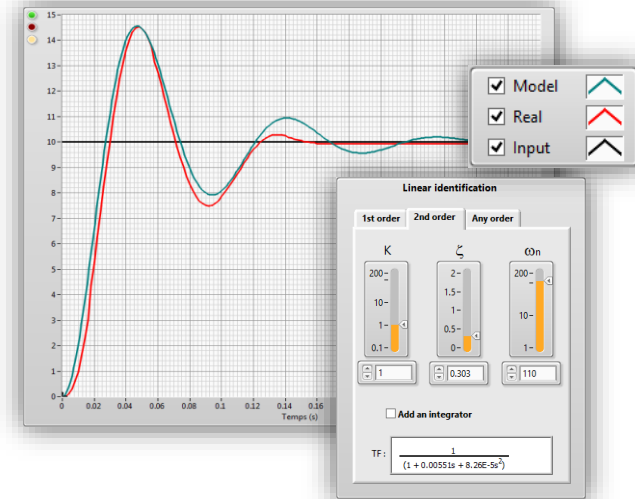 15
14
13
12
11
10
9
8
7
6
5
4
3
2
1
0
0 0.02 0.04 0.06 0.08 0.1 0.12 0.14 0.16
Temps (s)
Model
Real
Input
Linear identification
1st order 2nd order Any order
K ζ ωn
200 2 200
10 1.5 10
1 1 1
0.1 0.5
0
1 0.303 110
Add an integrator
TF: 1
(1 + 0.00551s + 8.26E-5s²)